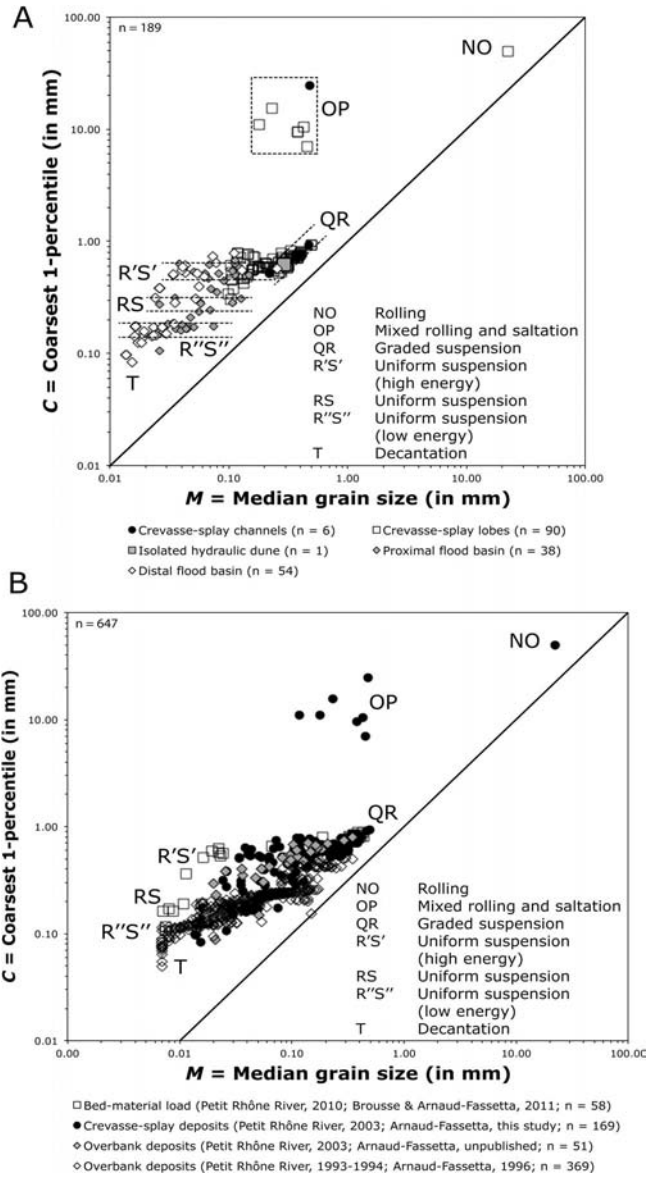 A
n = 189
C = Coarsest 1-percentile (in mm)
100.00
10.00
1.00
0.10
0.01
NO
OP
QR
R'S'
RS
R''S''
T
NO Rolling
OP Mixed rolling and saltation
QR Graded suspension
R'S' Uniform suspension
(high energy)
RS Uniform suspension
R''S'' Uniform suspension
(low energy)
T Decantation
0.01 0.10 1.00 10.00 100.00
M = Median grain size (in mm)
Crevasse-splay channels (n = 6) Crevasse-splay lobes (n = 90)
Isolated hydraulic dune (n = 1) Proximal flood basin (n = 38)
Distal flood basin (n = 54)
B
n = 647
C = Coarsest 1-percentile (in mm)
100.00
10.00
1.00
0.10
0.01
NO
OP
QR
R'S'
RS
R''S''
T
NO Rolling
OP Mixed rolling and saltation
QR Graded suspension
R'S' Uniform suspension
(high energy)
RS Uniform suspension
R''S'' Uniform suspension
(low energy)
T Decantation
0.00 0.01 0.10 1.00 10.00 100.00
M = Median grain size (in mm)
Bed-material load (Petit Rhône River, 2010; Brousse & Arnaud-Fassetta, 2011; n = 58)
Crevasse-splay deposits (Petit Rhône River, 2003; Arnaud-Fassetta, this study; n = 169)
Overbank deposits (Petit Rhône River, 2003; Arnaud-Fassetta, unpublished; n = 51)
Overbank deposits (Petit Rhône River, 1993-1994; Arnaud-Fassetta, 1996; n = 369)